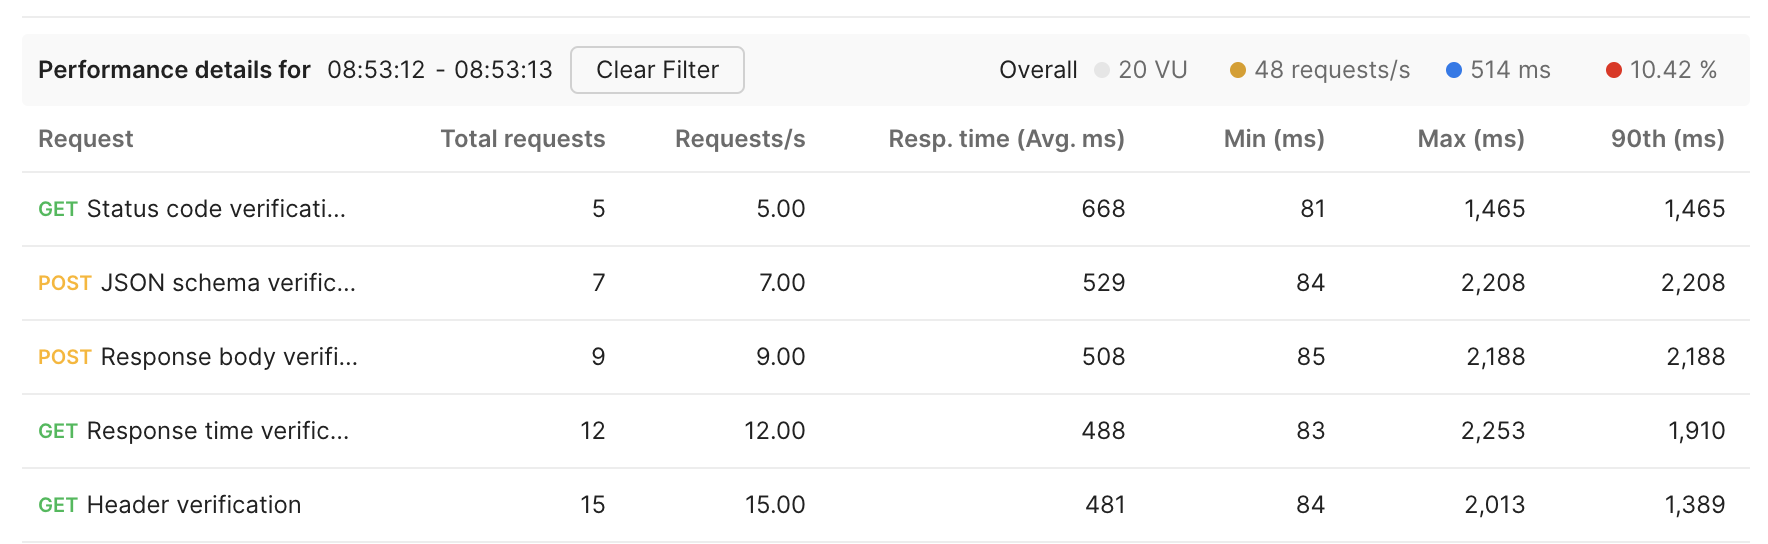 Performance details for 08:53:12 - 08:53:13 Clear Filter Overall 20 VU 48 requests/s 514 ms 10.42 %
Request Total requests Requests/s Resp. time (Avg. ms) Min (ms) Max (ms) 90th (ms)
GET Status code verificati... 5 5.00 668 81 1,465 1,465
POST JSON schema verific... 7 7.00 529 84 2,208 2,208
POST Response body verifi... 9 9.00 508 85 2,188 2,188
GET Response time verific... 12 12.00 488 83 2,253 1,910
GET Header verification 15 15.00 481 84 2,013 1,389